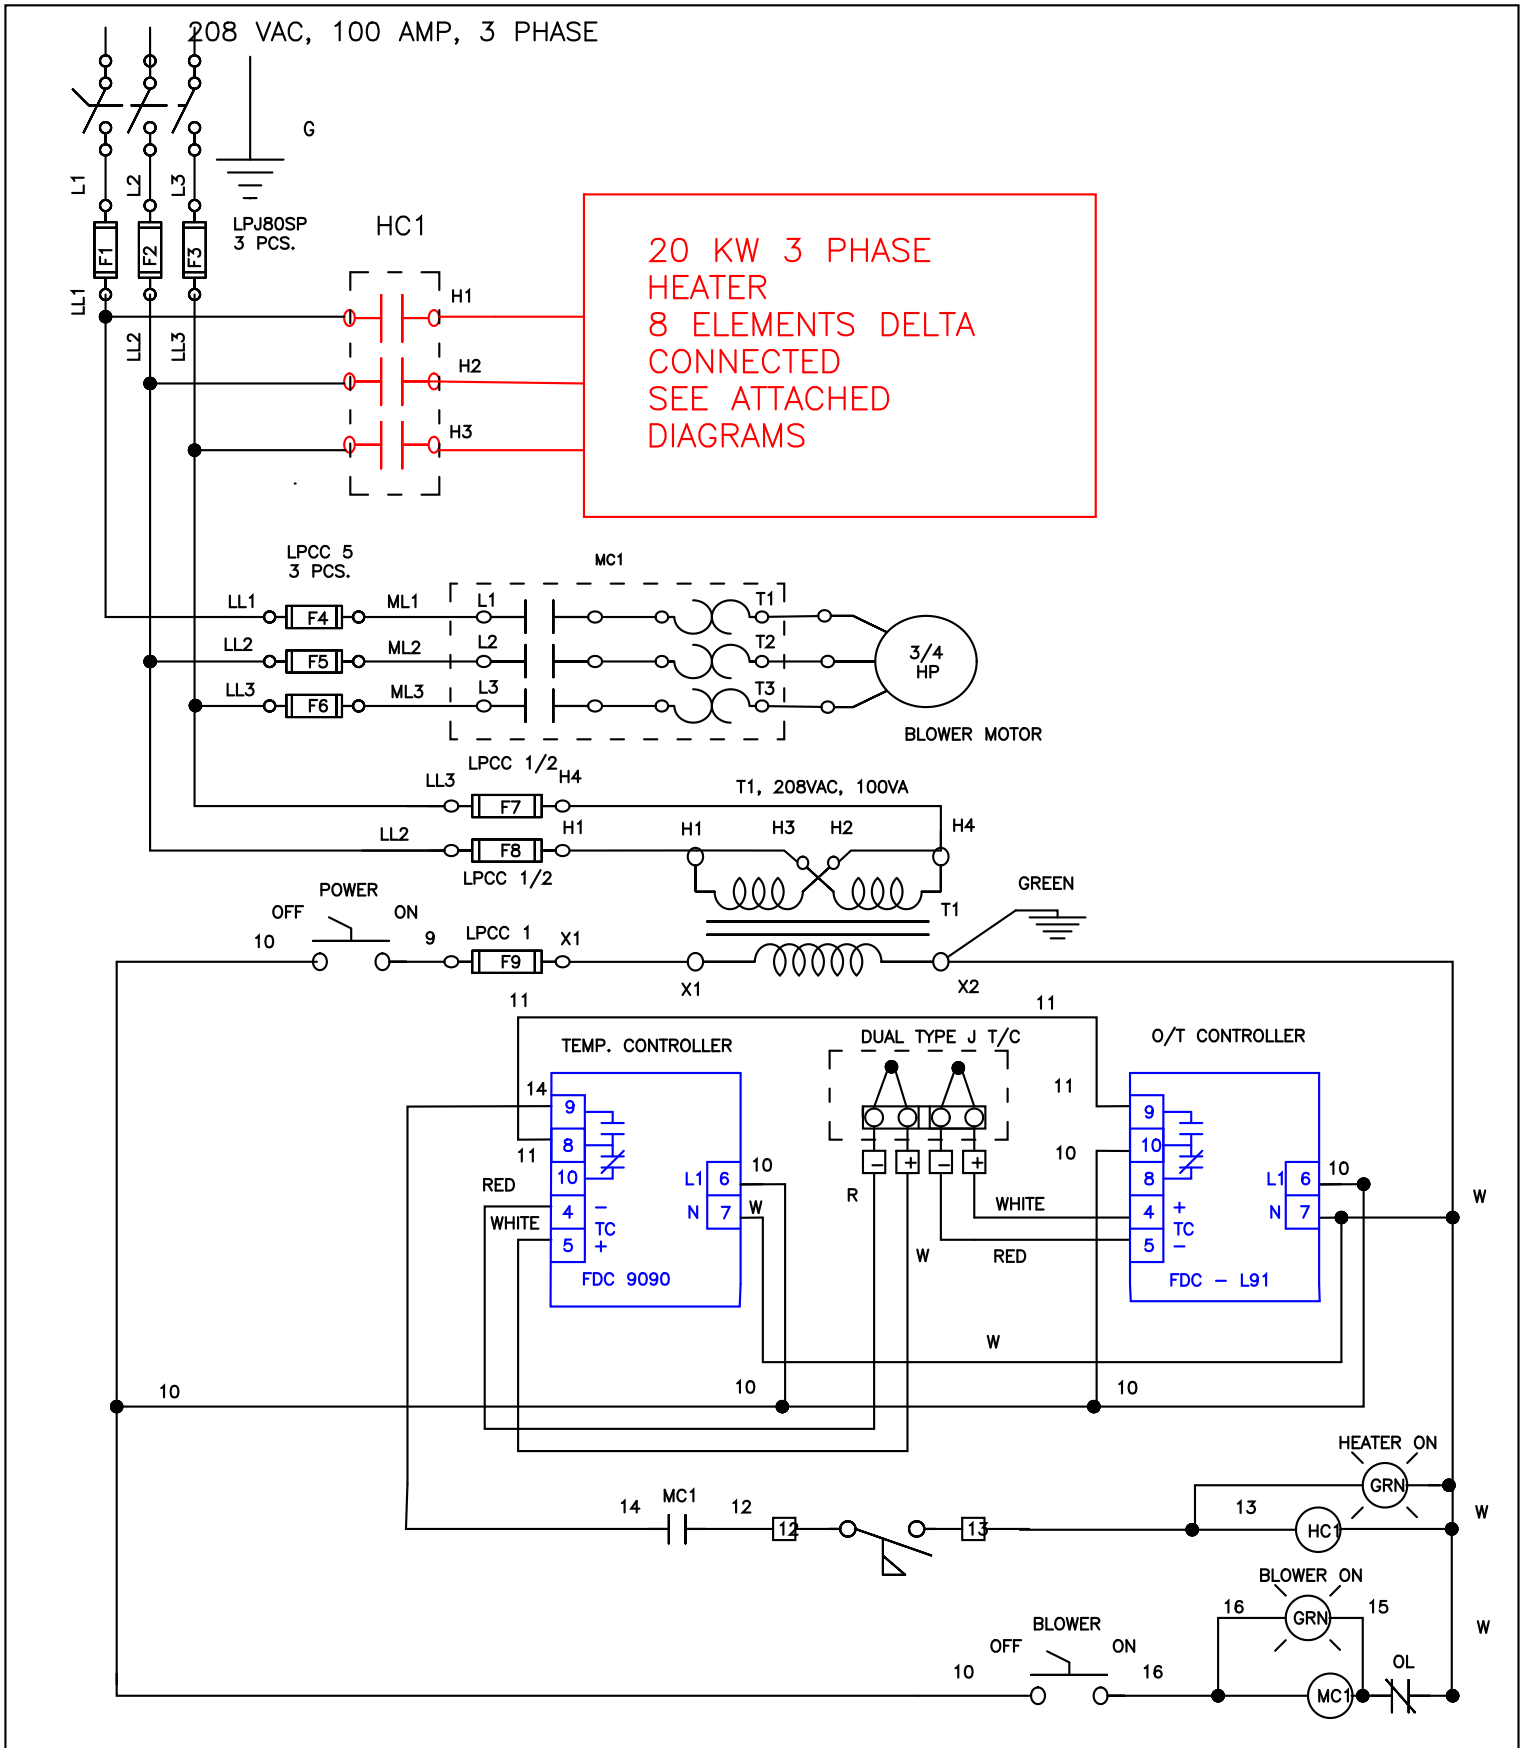 208 VAC, 100 AMP, 3 PHASE
G
L1
L2
L3
LPJ80SP
3 PCS.
F1
F2
F3
HC1
LL1
LL2
LL3
H1
H2
H3
20 KW 3 PHASE
HEATER
8 ELEMENTS DELTA
CONNECTED
SEE ATTACHED
DIAGRAMS
LPCC 5
3 PCS.
MC1
LL1
F4
ML1
L1
T1
LL2
F5
ML2
L2
T2
LL3
F6
ML3
L3
T3
3/4
HP
BLOWER MOTOR
LPCC 1/2
LL3
F7
H4
T1, 208VAC, 100VA
LL2
F8
H1
H1
H3
H2
H4
LPCC 1/2
POWER
OFF
ON
GREEN
T1
10
9
LPCC 1
F9
X1
X1
X2
11
11
TEMP. CONTROLLER
DUAL TYPE J T/C
O/T CONTROLLER
14
9
11
9
8
11
10
10
10
8
RED
L1
6
10
R
WHITE
L1
6
10
W
4
-
N
7
W
4
+
N
7
WHITE
TC
TC
5
+
W
RED
5
-
-
+
-
+
FDC 9090
FDC - L91
W
10
10
10
HEATER ON
GRN
14
MC1
12
12
13
13
HC1
W
BLOWER ON
16
GRN
15
W
BLOWER
OFF
ON
10
16
MC1
OL